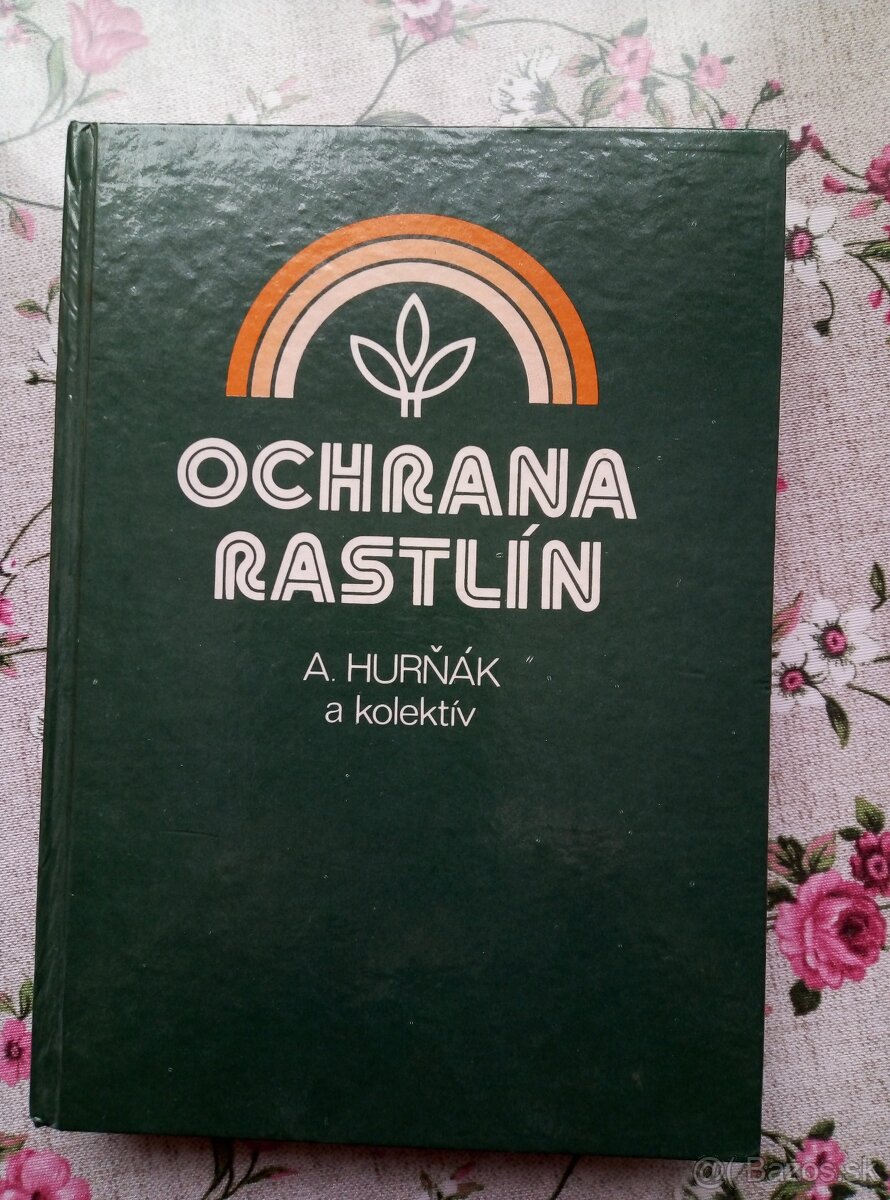 OCHRANA
RASTLÍN
A. HURŇÁK
a kolektív
@( Bazos.sk